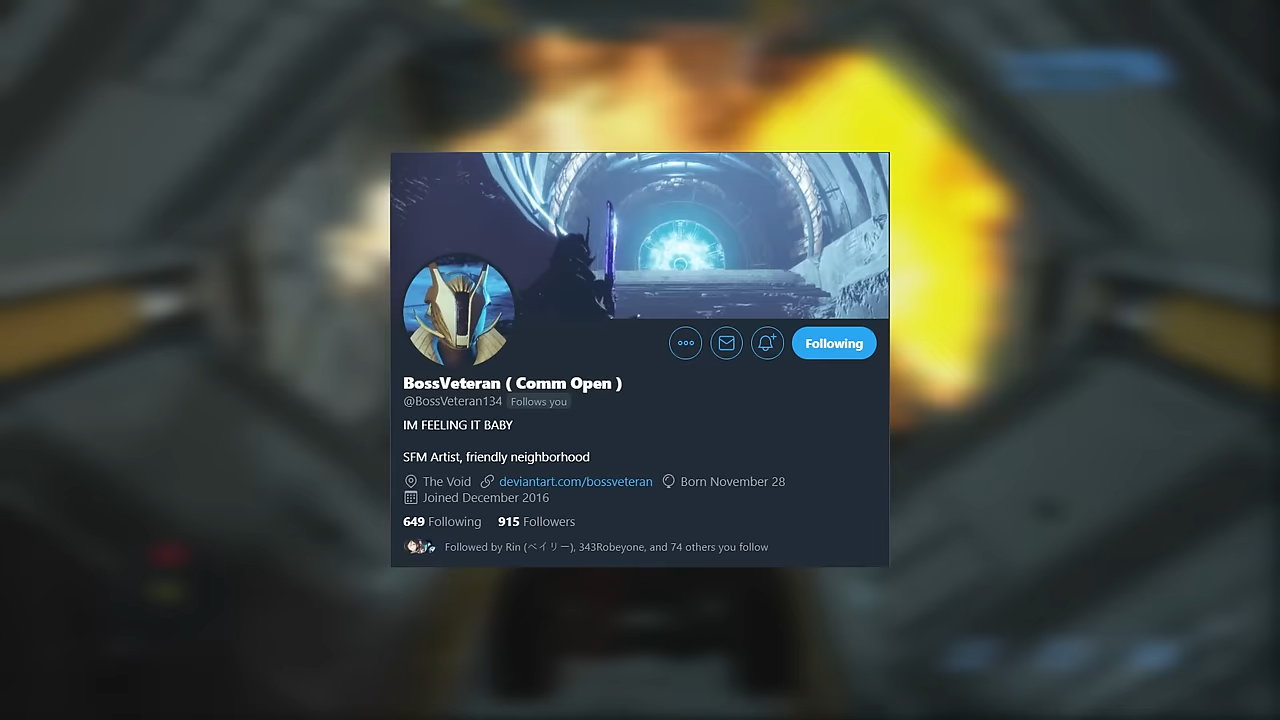 Following
BossVeteran ( Comm Open )
@BossVeteran134 Follows you
IM FEELING IT BABY
SFM Artist, friendly neighborhood
The Void deviantart.com/bossveteran Born November 28
Joined December 2016
649 Following 915 Followers
Followed by Rin (ベイリー), 343Robeyone, and 74 others you follow